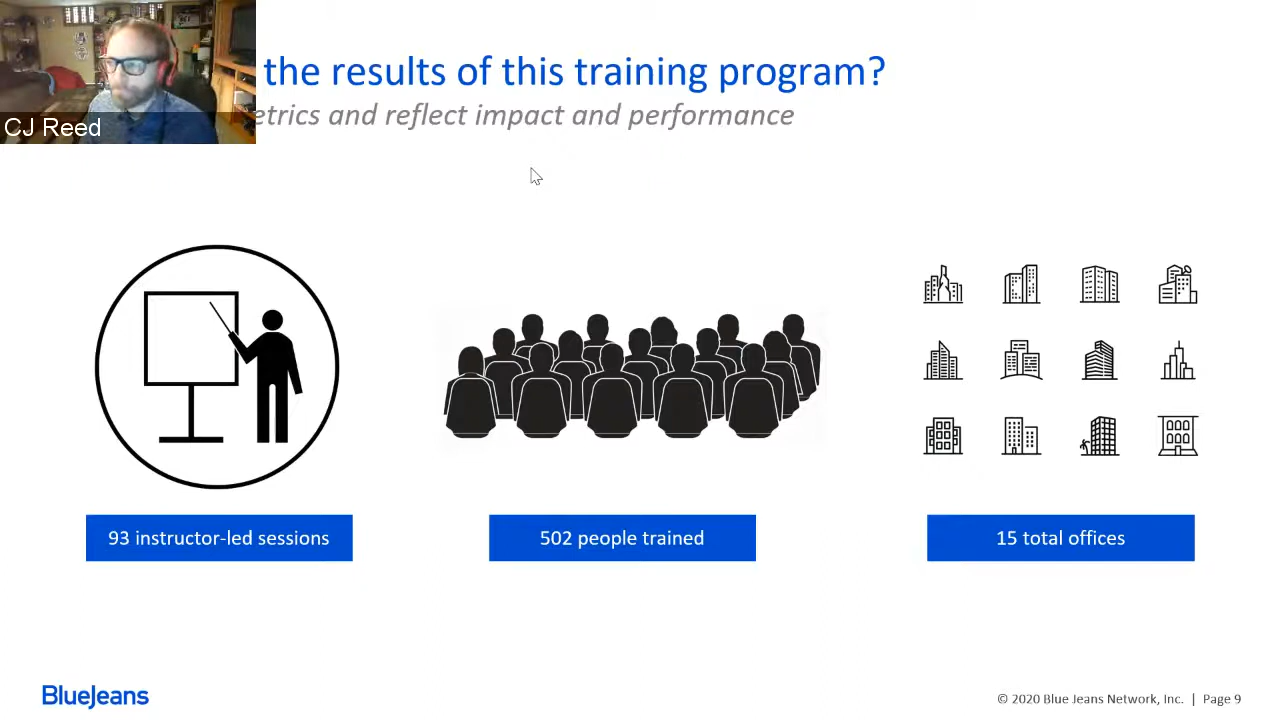 the results of this training program?
etrics and reflect impact and performance
CJ Reed
93 instructor-led sessions
502 people trained
15 total offices
BlueJeans
© 2020 Blue Jeans Network, Inc. | Page 9